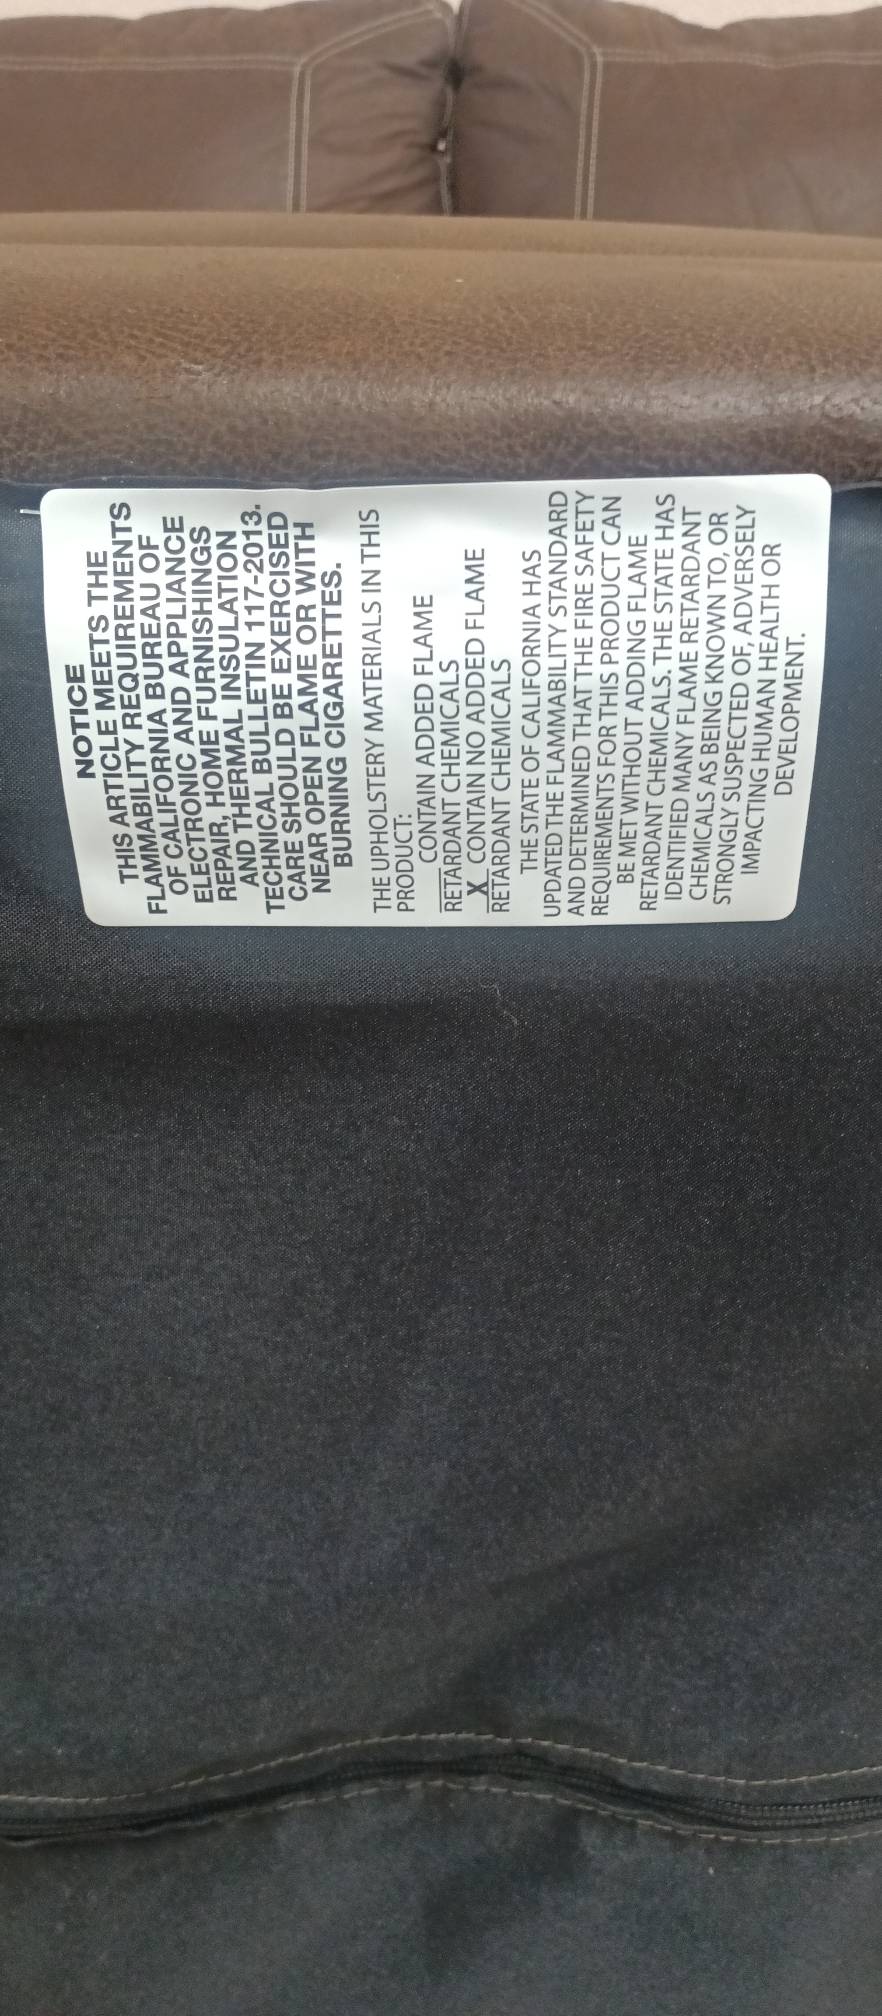 NOTICE
THIS ARTICLE MEETS THE
FLAMMABILITY REQUIREMENTS
OF CALIFORNIA BUREAU OF
ELECTRONIC AND APPLIANCE
REPAIR, HOME FURNISHINGS
AND THERMAL INSULATION
TECHNICAL BULLETIN 117-2013.
CARE SHOULD BE EXERCISED
NEAR OPEN FLAME OR WITH
BURNING CIGARETTES.
THE UPHOLSTERY MATERIALS IN THIS
PRODUCT:
____CONTAIN ADDED FLAME
RETARDANT CHEMICALS
_X_ CONTAIN NO ADDED FLAME
RETARDANT CHEMICALS
THE STATE OF CALIFORNIA HAS
UPDATED THE FLAMMABILITY STANDARD
AND DETERMINED THAT THE FIRE SAFETY
REQUIREMENTS FOR THIS PRODUCT CAN
BE MET WITHOUT ADDING FLAME
RETARDANT CHEMICALS. THE STATE HAS
IDENTIFIED MANY FLAME RETARDANT
CHEMICALS AS BEING KNOWN TO, OR
STRONGLY SUSPECTED OF, ADVERSELY
IMPACTING HUMAN HEALTH OR
DEVELOPMENT.